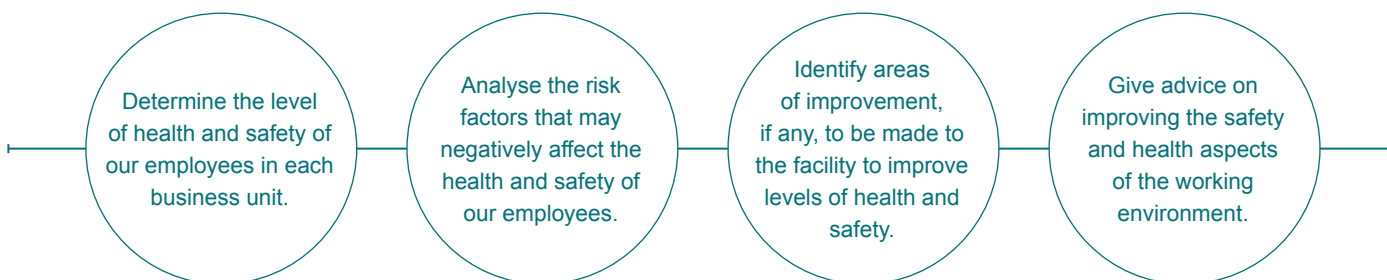 Determine the level
of health and safety of
our employees in each
business unit.
Analyse the risk
factors that may
negatively affect the
health and safety of
our employees.
Identify areas
of improvement,
if any, to be made to
the facility to improve
levels of health and
safety.
Give advice on
improving the safety
and health aspects
of the working
environment.